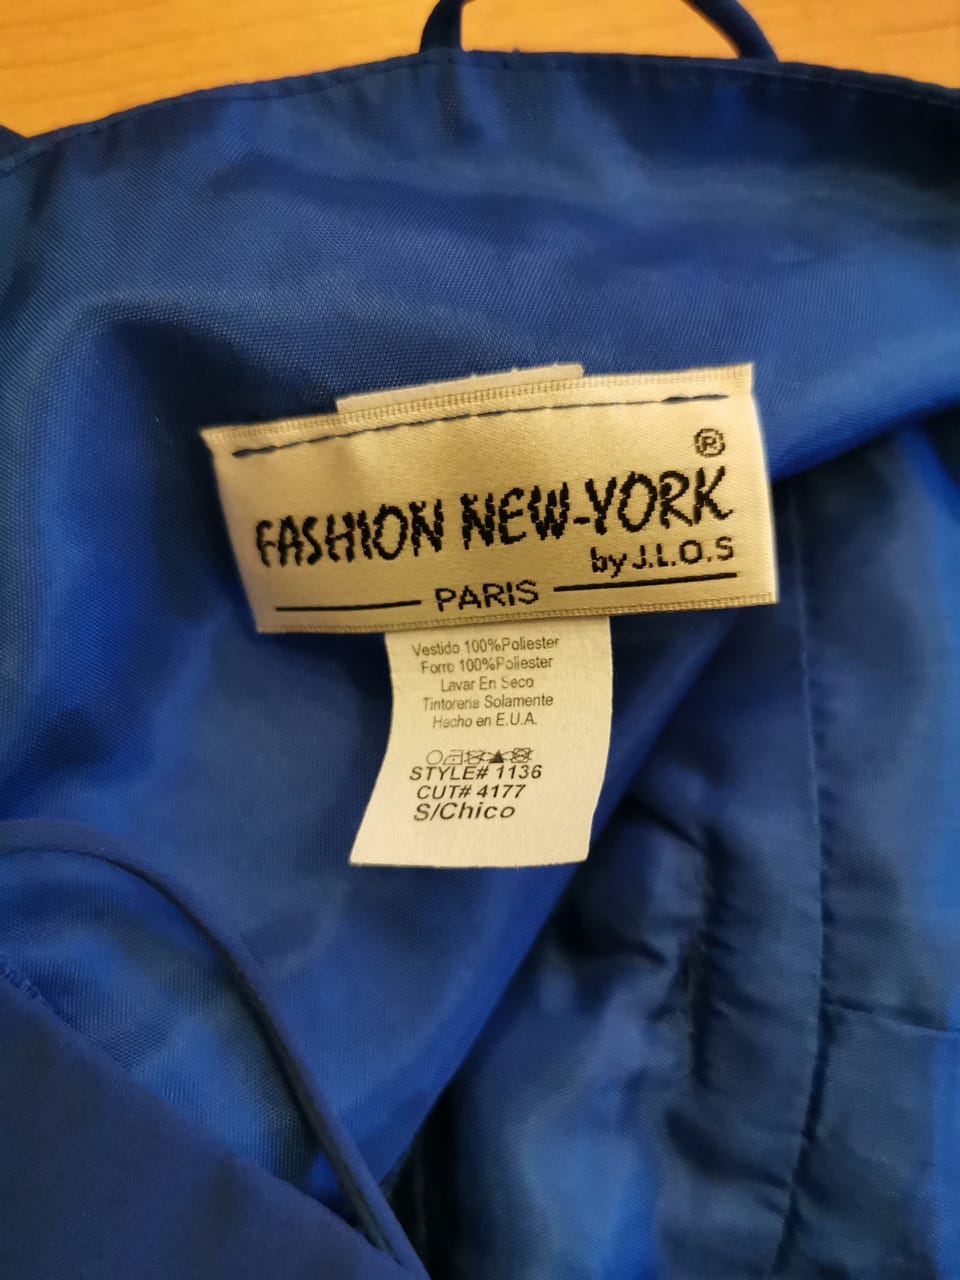 ®
FASHION NEW-YORK
by J.L.O.S
PARIS
Vestido 100%Poliester
Forro 100%Poliester
Lavar En Seco
Tintoreria Solamente
Hecho en E.U.A.
STYLE# 1136
CUT# 4177
S/Chico